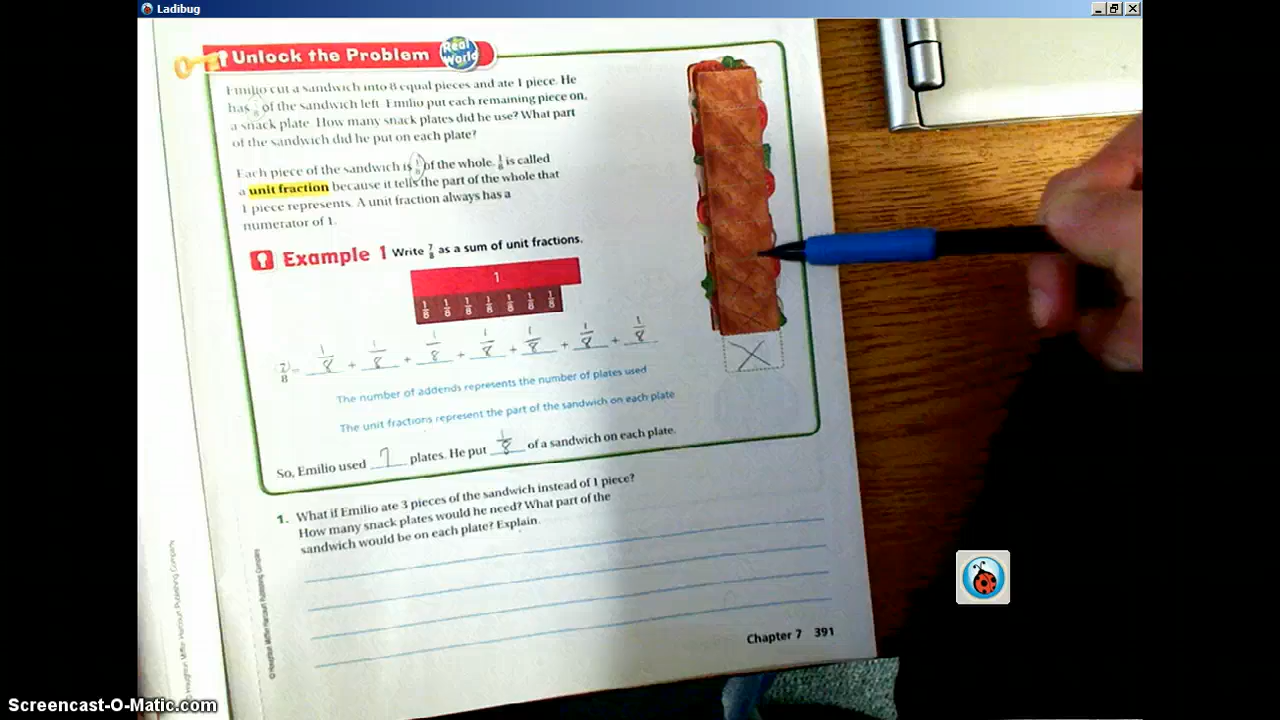 Ladibug
Unlock the Problem
Real
World
Emilio cut a sandwich into 8 equal pieces and ate 1 piece. He
has 7/8 of the sandwich left. Emilio put each remaining piece on
a snack plate. How many snack plates did he use? What part
of the sandwich did he put on each plate?
Each piece of the sandwich is 1/8 of the whole. 1/8 is called
a unit fraction because it tells the part of the whole that
1 piece represents. A unit fraction always has a
numerator of 1.
Example 1 Write 7/8 as a sum of unit fractions.
1
1/8 1/8 1/8 1/8 1/8 1/8 1/8
7/8 = 1/8 + 1/8 + 1/8 + 1/8 + 1/8 + 1/8 + 1/8
X
The number of addends represents the number of plates used
The unit fractions represent the part of the sandwich on each plate
So, Emilio used 7 plates. He put 1/8 of a sandwich on each plate.
1. What if Emilio ate 3 pieces of the sandwich instead of 1 piece?
How many snack plates would he need? What part of the
sandwich would be on each plate? Explain.
© Houghton Mifflin Harcourt Publishing Company
Chapter 7 391
Screencast-O-Matic.com